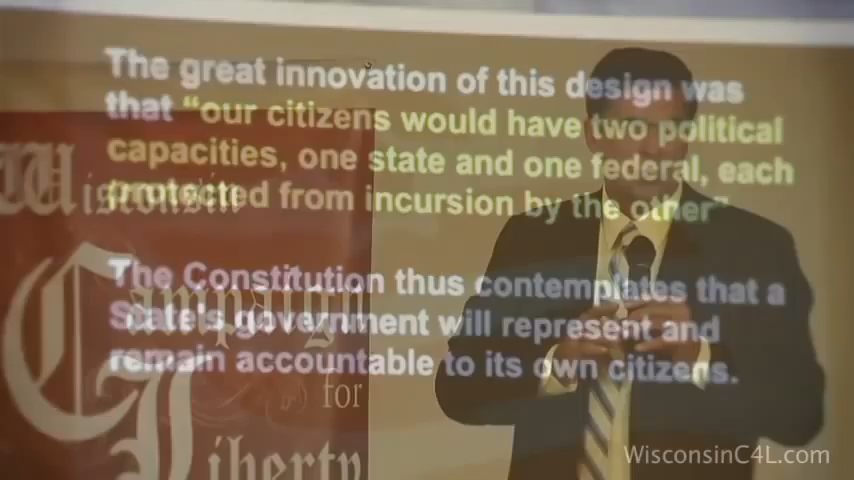 The great innovation of this design was
that “our citizens would have two political
capacities, one state and one federal, each
protected from incursion by the other”
The Constitution thus contemplates that a
State's government will represent and
remain accountable to its own citizens.
Wisconsin
Campaign
for
Liberty
WisconsinC4L.com